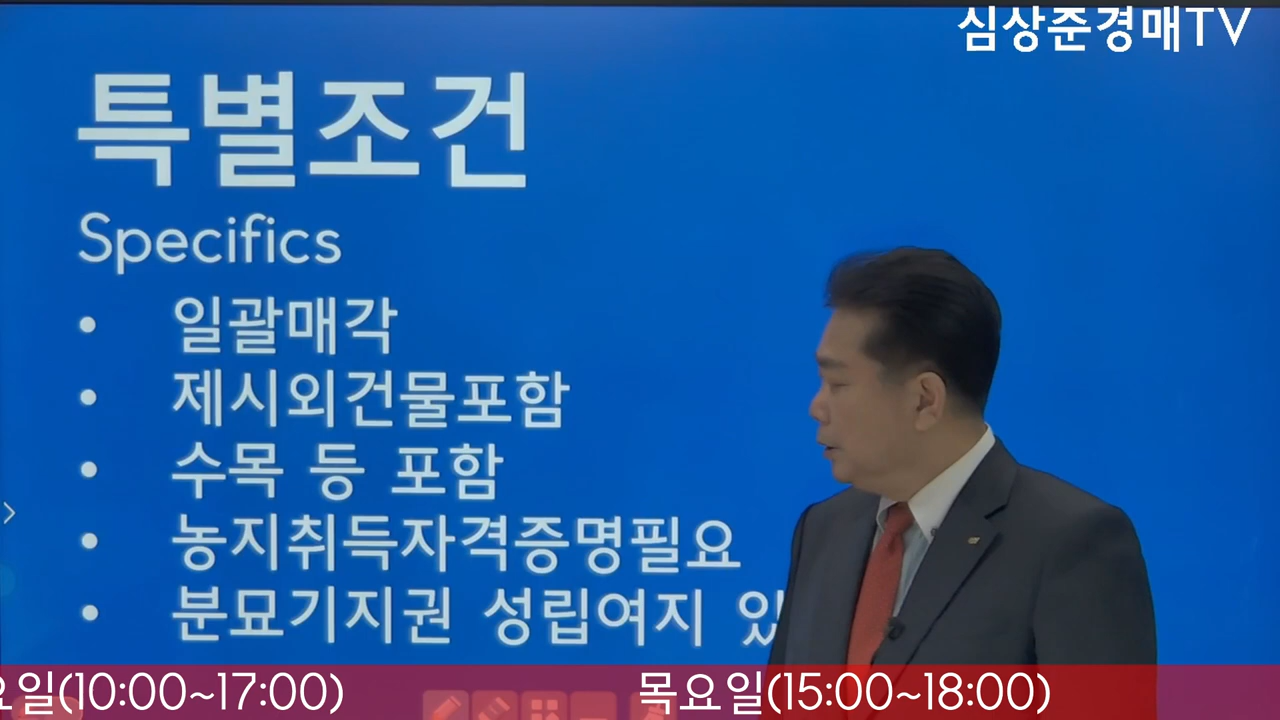 심상준경매TV
특별조건
Specifics
• 일괄매각
• 제시외건물포함
• 수목 등 포함
• 농지취득자격증명필요
• 분묘기지권 성립여지
요일(10:00~17:00) 목요일(15:00~18:00)